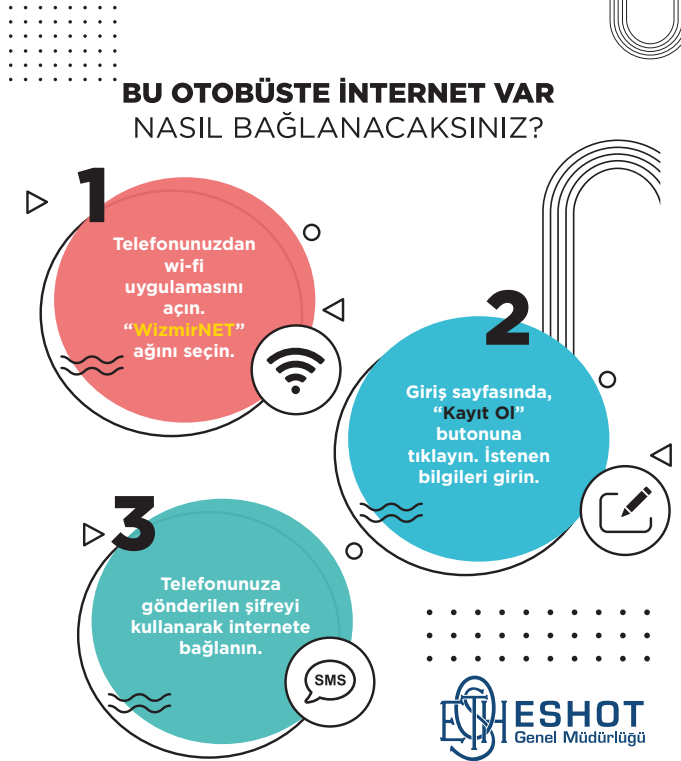 BU OTOBÜSTE İNTERNET VAR
NASIL BAĞLANACAKSINIZ?
1
Telefonunuzdan
wi-fi
uygulamasını
açın.
“WizmirNET”
ağını seçin.
2
Giriş sayfasında,
“Kayıt Ol”
butonuna
tıklayın. İstenen
bilgileri girin.
3
Telefonunuza
gönderilen şifreyi
kullanarak internete
bağlanın.
SMS
ESHOT
Genel Müdürlüğü